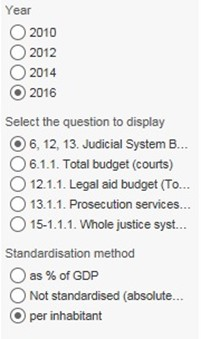 Year
2010
2012
2014
2016
Select the question to display
6, 12, 13. Judicial System B...
6.1.1. Total budget (courts)
12.1.1. Legal aid budget (To...
13.1.1. Prosecution services...
15-1.1.1. Whole justice syst...
Standardisation method
as % of GDP
Not standardised (absolute...
per inhabitant